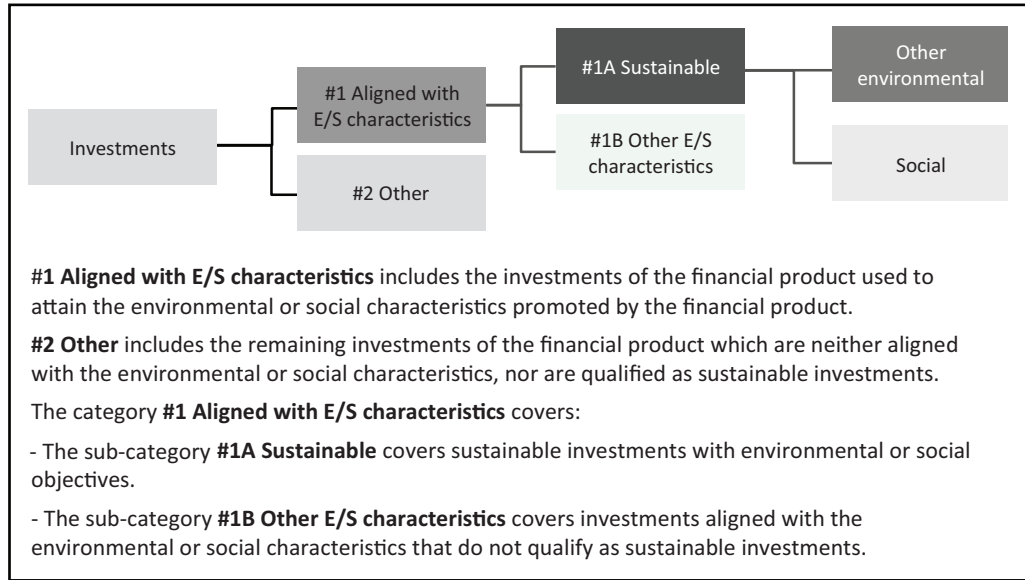 Investments
#1 Aligned with
E/S characteristics
#2 Other
#1A Sustainable
#1B Other E/S
characteristics
Other
environmental
Social
#1 Aligned with E/S characteristics includes the investments of the financial product used to
attain the environmental or social characteristics promoted by the financial product.
#2 Other includes the remaining investments of the financial product which are neither aligned
with the environmental or social characteristics, nor are qualified as sustainable investments.
The category #1 Aligned with E/S characteristics covers:
- The sub-category #1A Sustainable covers sustainable investments with environmental or social
objectives.
- The sub-category #1B Other E/S characteristics covers investments aligned with the
environmental or social characteristics that do not qualify as sustainable investments.